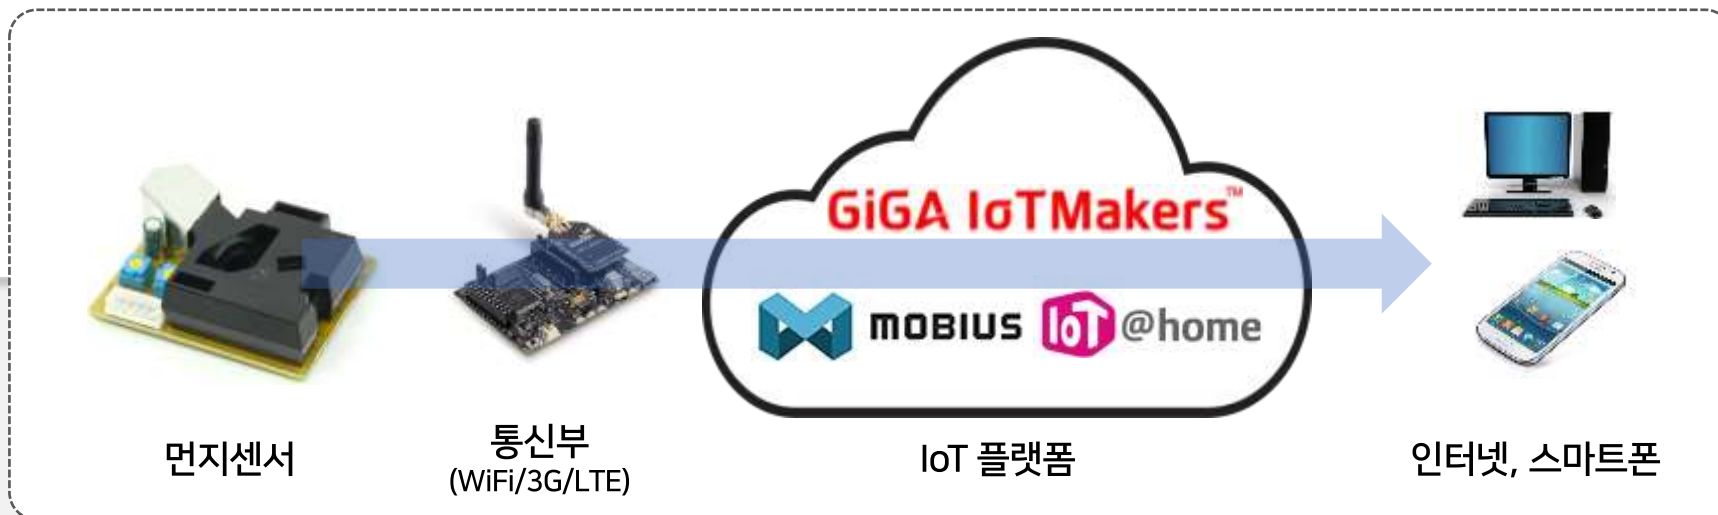 GiGA IoTMakers™
MOBIUS IoT @home
먼지센서
통신부
(WiFi/3G/LTE)
IoT 플랫폼
인터넷, 스마트폰